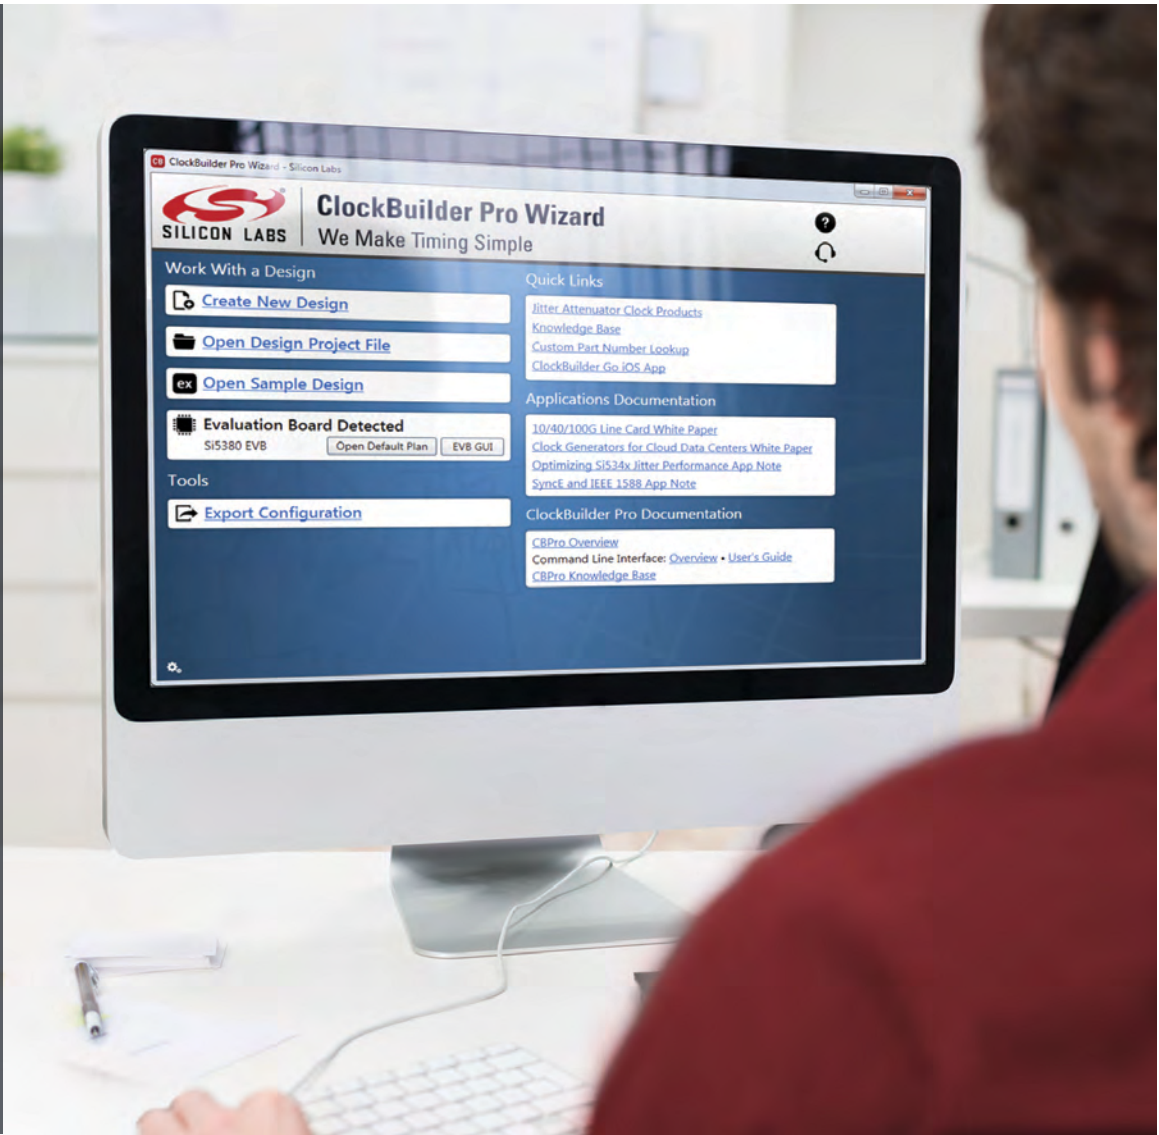 CB ClockBuilder Pro Wizard - Silicon Labs
SILICON LABS
ClockBuilder Pro Wizard
We Make Timing Simple
?
Work With a Design
Create New Design
Open Design Project File
ex Open Sample Design
Evaluation Board Detected
Si5380 EVB Open Default Plan EVB GUI
Tools
Export Configuration
Quick Links
Jitter Attenuator Clock Products
Knowledge Base
Custom Part Number Lookup
ClockBuilder Go iOS App
Applications Documentation
10/40/100G Line Card White Paper
Clock Generators for Cloud Data Centers White Paper
Optimizing Si534x Jitter Performance App Note
SyncE and IEEE 1588 App Note
ClockBuilder Pro Documentation
CBPro Overview
Command Line Interface: Overview • User's Guide
CBPro Knowledge Base